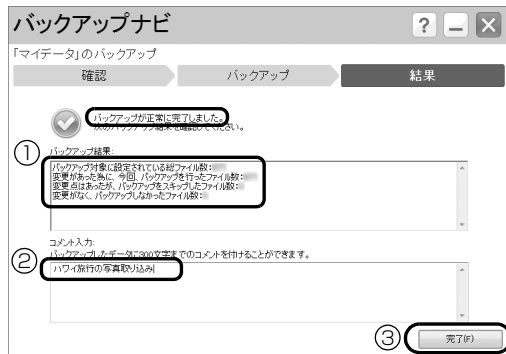 バックアップナビ
?
「マイデータ」のバックアップ
確認 バックアップ 結果
バックアップが正常に完了しました。
次のバックアップ結果を確認してください。
①
バックアップ結果:
バックアップ対象に設定されている総ファイル数:
変更があった為に、今回、バックアップを行ったファイル数:
変更点はあったが、バックアップをスキップしたファイル数:
変更がなく、バックアップしなかったファイル数:
コメント入力:
バックアップしたデータに300文字までのコメントを付けることができます。
②
ハワイ旅行の写真取り込み
③
完了(F)